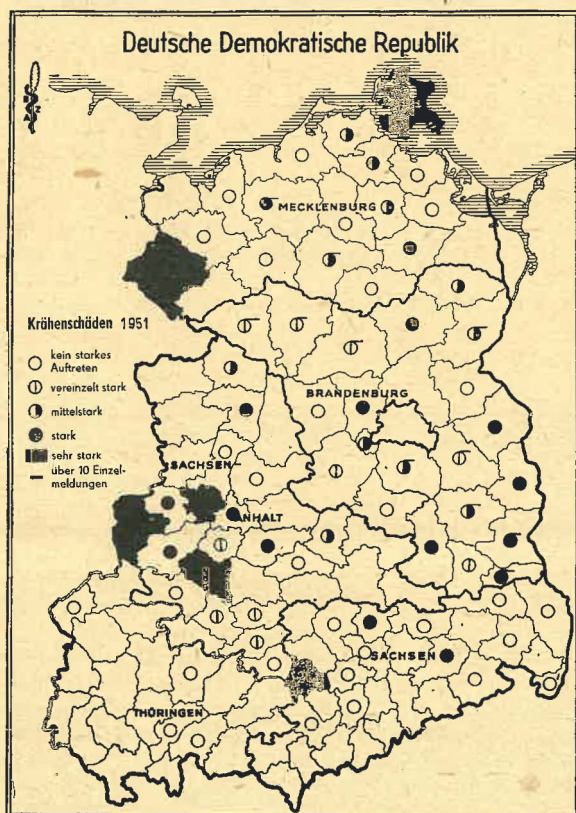 Deutsche Demokratische Republik
MECKLENBURG
Krähenschäden 1951
kein starkes
Auftreten
vereinzelt stark
mittelstark
stark
sehr stark
über 10 Einzel-
meldungen
BRANDENBURG
SACHSEN-
ANHALT
SACHSEN
THÜRINGEN